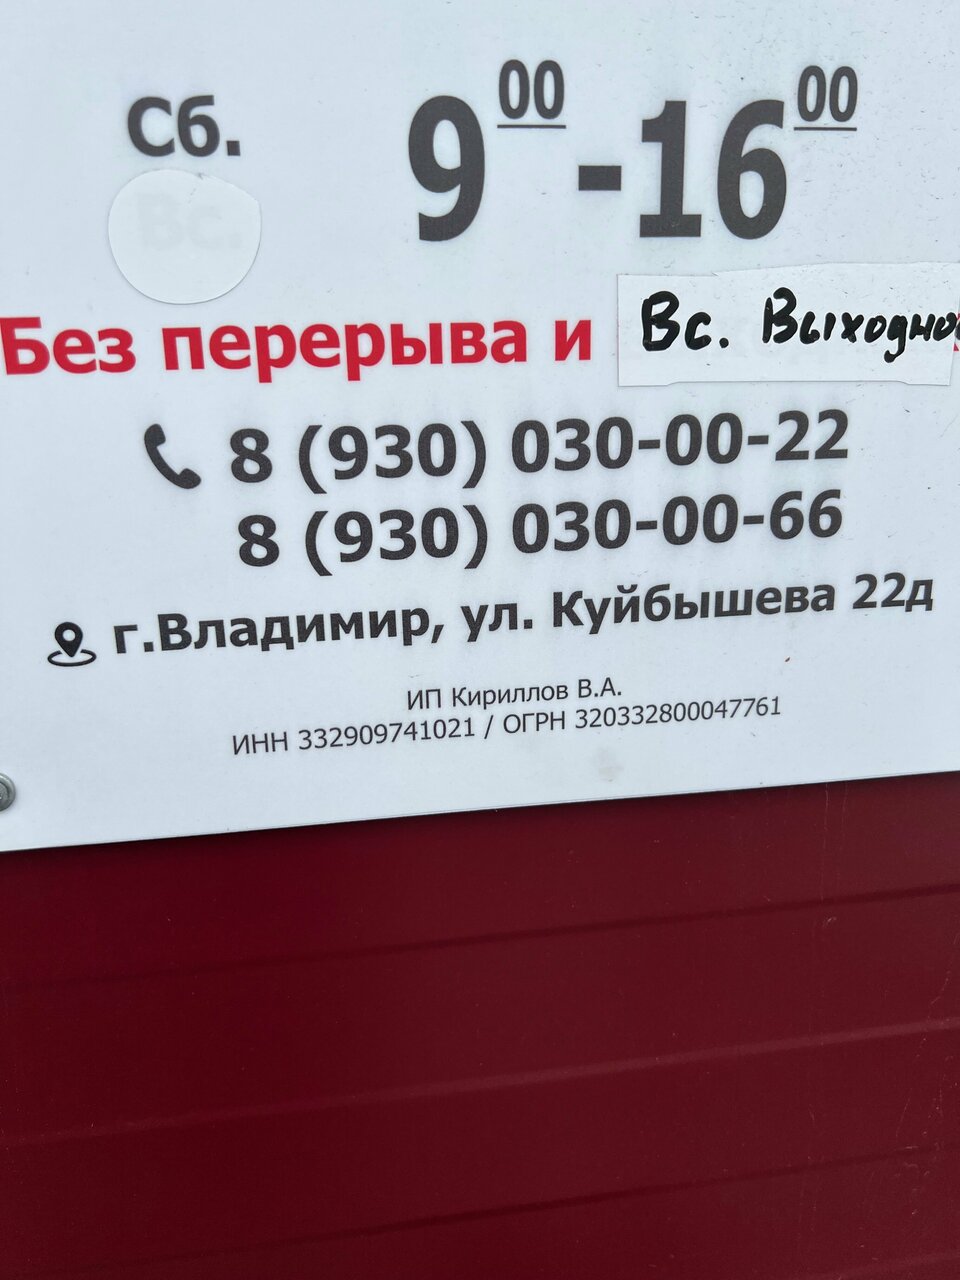 Сб. 9⁰⁰-16⁰⁰
Вс.
Без перерыва и
Вс. Выходно
8 (930) 030-00-22
8 (930) 030-00-66
г.Владимир, ул. Куйбышева 22д
ИП Кириллов В.А.
ИНН 332909741021 / ОГРН 320332800047761